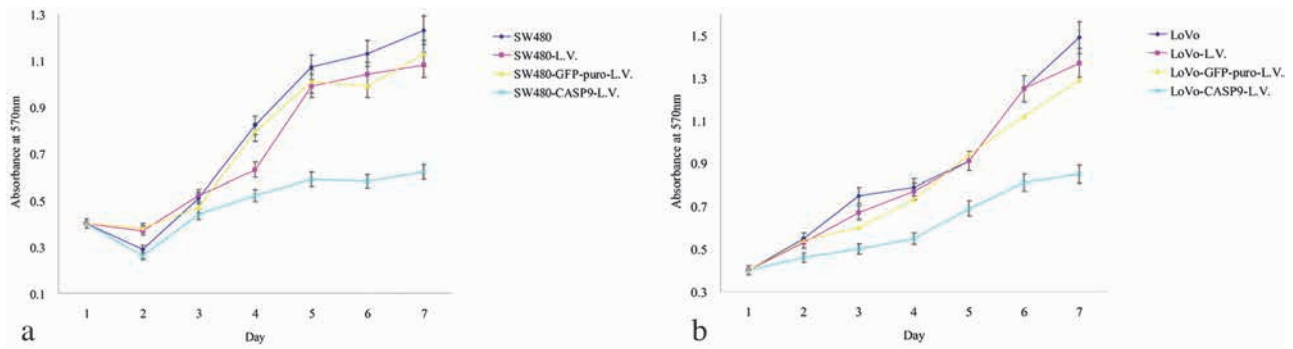 1.3
1.1
0.9
0.7
0.5
0.3
0.1
Absorbance at 570nm
1 2 3 4 5 6 7
Day
SW480
SW480-L.V.
SW480-GFP-puro-L.V.
SW480-CASP9-L.V.
a
1.5
1.3
1.1
0.9
0.7
0.5
0.3
Absorbance at 570nm
1 2 3 4 5 6 7
Day
LoVo
LoVo-L.V.
LoVo-GFP-puro-L.V.
LoVo-CASP9-L.V.
b